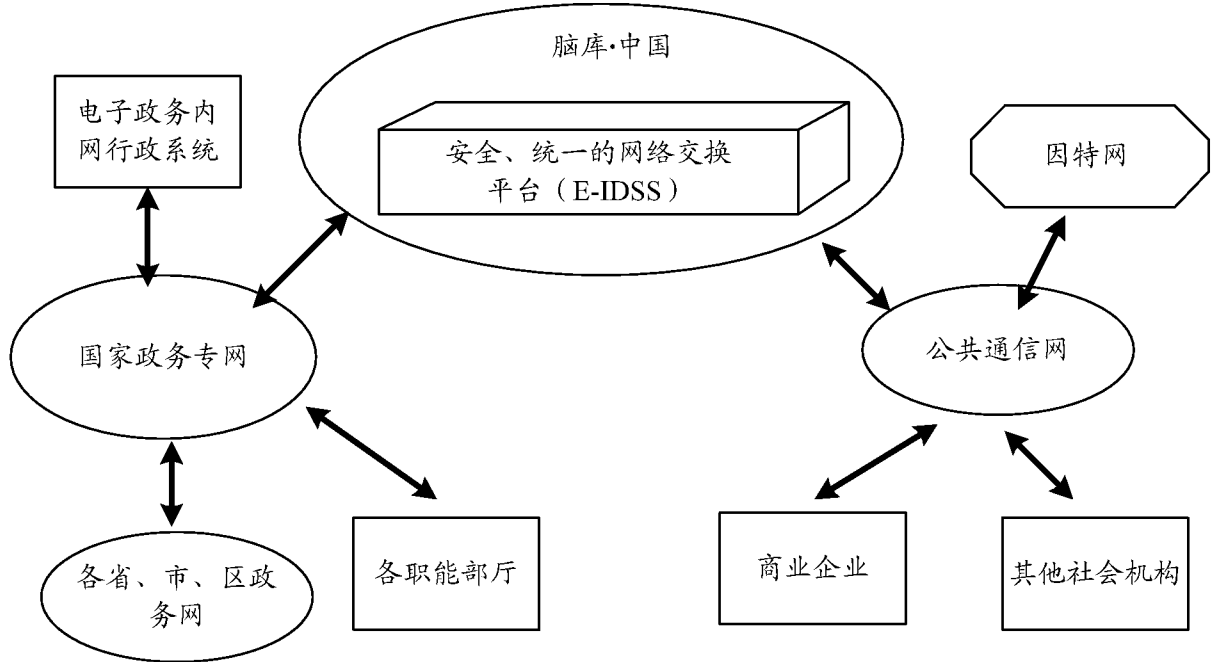 脑库·中国
电子政务内
网行政系统
安全、统一的网络交换
平台（E-IDSS）
因特网
国家政务专网
公共通信网
各省、市、区政
务网
各职能部厅
商业企业
其他社会机构